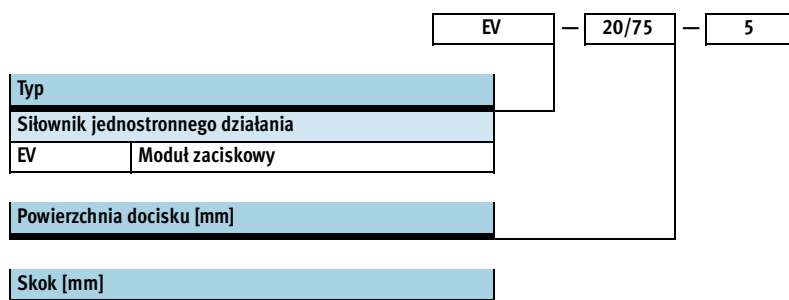 EV — 20/75 — 5
Typ
Siłownik jednostronnego działania
EV Moduł zaciskowy
Powierzchnia docisku [mm]
Skok [mm]